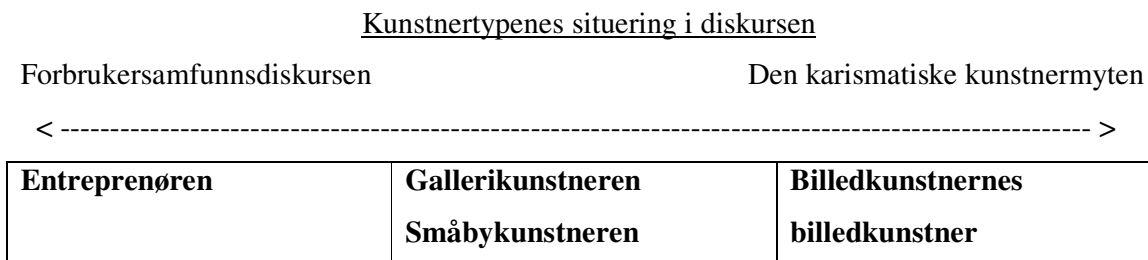 Kunstnertypenes situering i diskursen
Forbrukersamfunnsdiskursen Den karismatiske kunstnermyten
< -------------------------------------------------------------------------------------------------------- >
Entreprenøren Gallerikunstneren Billedkunstnernes
Småbykunstneren billedkunstner